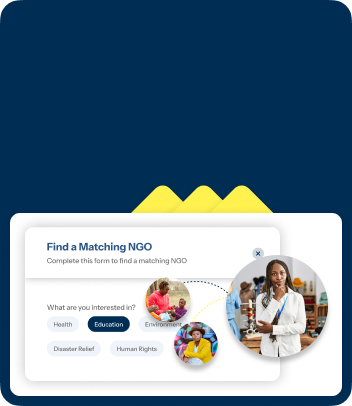 Find a Matching NGO
Complete this form to find a matching NGO
What are you interested in?
Health Education Environment
Disaster Relief Human Rights